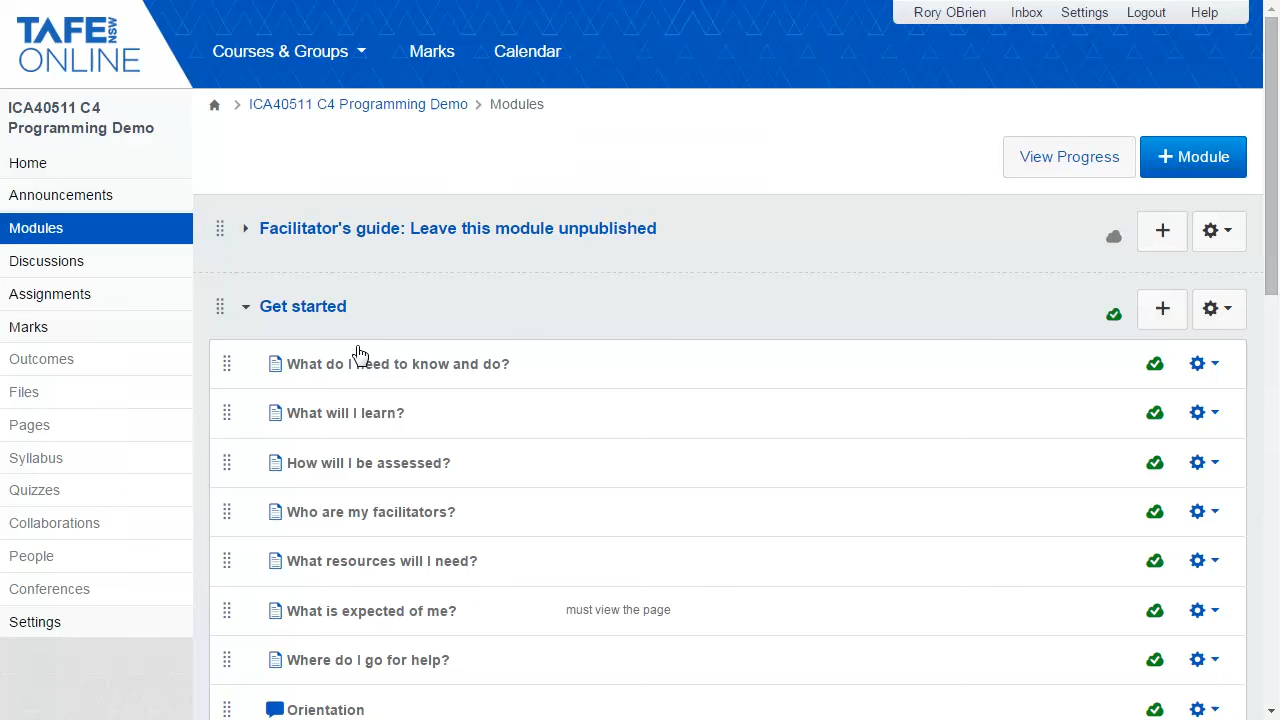 Rory OBrien Inbox Settings Logout Help
TAFE NSW
ONLINE
Courses & Groups Marks Calendar
ICA40511 C4
Programming Demo
Home
Announcements
Modules
Discussions
Assignments
Marks
Outcomes
Files
Pages
Syllabus
Quizzes
Collaborations
People
Conferences
Settings
ICA40511 C4 Programming Demo > Modules
View Progress + Module
Facilitator's guide: Leave this module unpublished
Get started
What do I need to know and do?
What will I learn?
How will I be assessed?
Who are my facilitators?
What resources will I need?
What is expected of me? must view the page
Where do I go for help?
Orientation